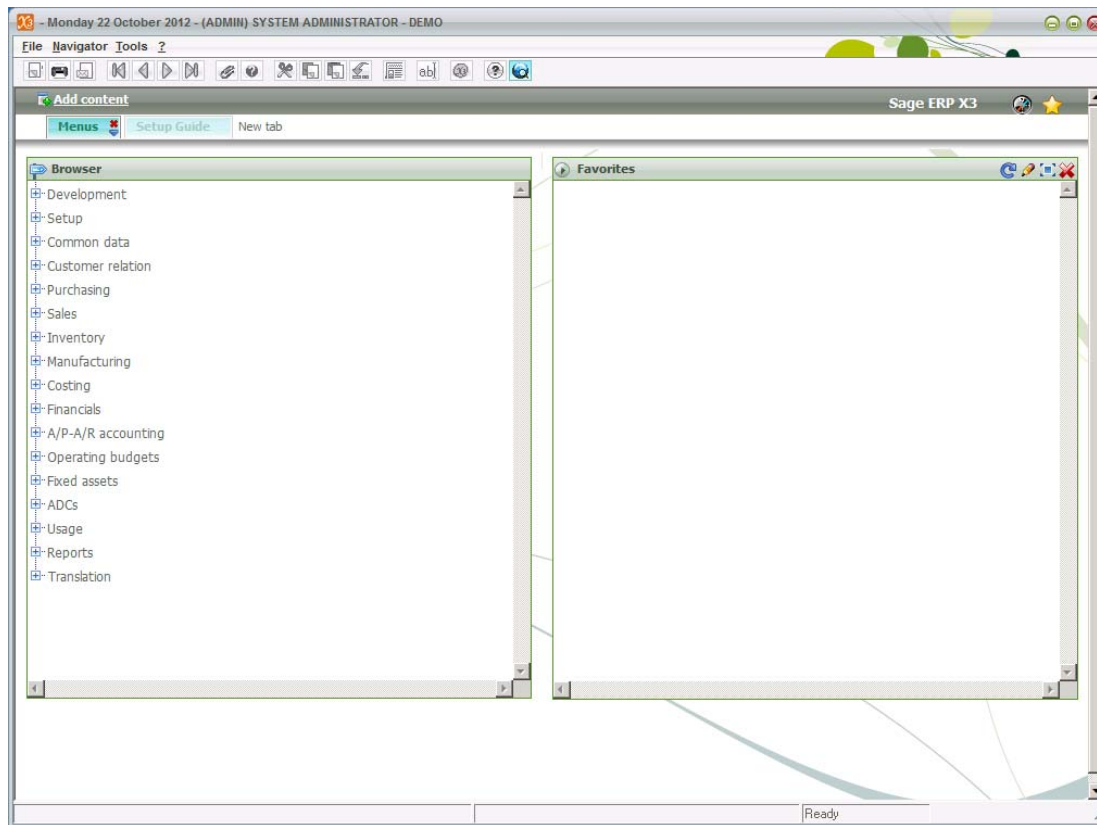 - Monday 22 October 2012 - (ADMIN) SYSTEM ADMINISTRATOR - DEMO
File Navigator Tools ?
ab
Add content
Sage ERP X3
Menus Setup Guide New tab
Browser
Development
Setup
Common data
Customer relation
Purchasing
Sales
Inventory
Manufacturing
Costing
Financials
A/P-A/R accounting
Operating budgets
Fixed assets
ADCs
Usage
Reports
Translation
Favorites
Ready